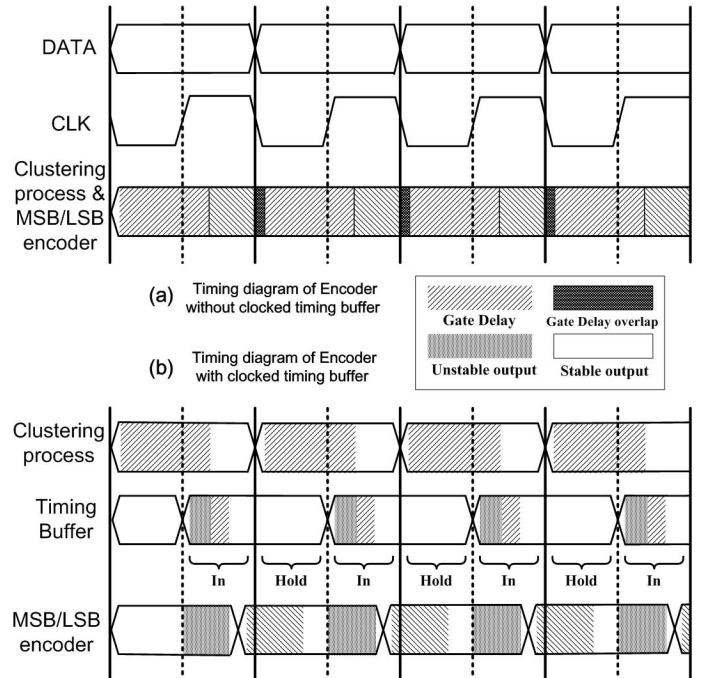 DATA
CLK
Clustering
process &
MSB/LSB
encoder
(a) Timing diagram of Encoder
without clocked timing buffer
Gate Delay
Gate Delay overlap
Unstable output
Stable output
(b) Timing diagram of Encoder
with clocked timing buffer
Clustering
process
Timing
Buffer
In Hold In Hold In Hold In
MSB/LSB
encoder